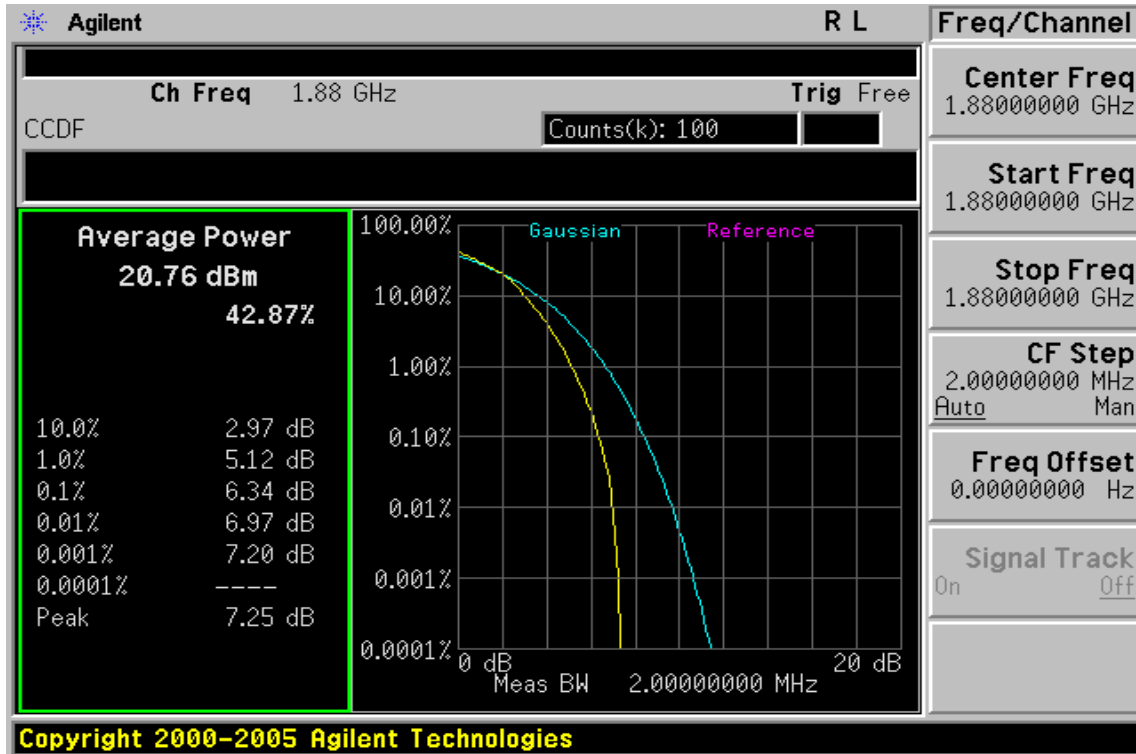 Agilent R L
Ch Freq 1.88 GHz Trig Free
CCDF Counts(k): 100
Average Power
20.76 dBm
42.87%
10.0% 2.97 dB
1.0% 5.12 dB
0.1% 6.34 dB
0.01% 6.97 dB
0.001% 7.20 dB
0.0001% ----
Peak 7.25 dB
Gaussian Reference
100.00%
10.00%
1.00%
0.10%
0.01%
0.001%
0.0001%
0 dB 20 dB
Meas BW 2.00000000 MHz
Freq/Channel
Center Freq
1.88000000 GHz
Start Freq
1.88000000 GHz
Stop Freq
1.88000000 GHz
CF Step
2.00000000 MHz
Auto Man
Freq Offset
0.00000000 Hz
Signal Track
On Off
Copyright 2000-2005 Agilent Technologies